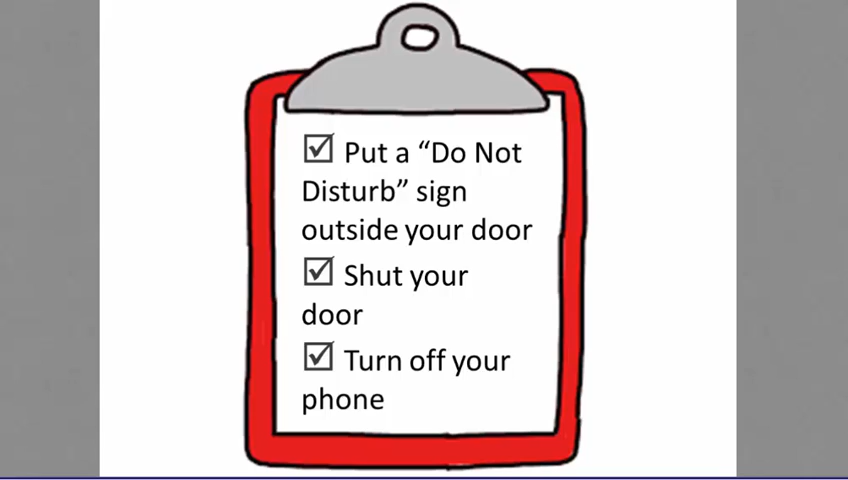 ☑ Put a “Do Not
Disturb” sign
outside your door
☑ Shut your
door
☑ Turn off your
phone